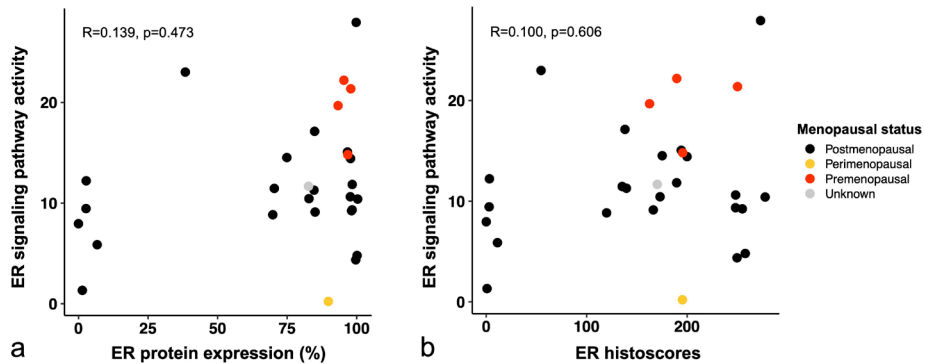 R=0.139, p=0.473
ER signaling pathway activity
20
10
0
0 25 50 75 100
ER protein expression (%)
a
R=0.100, p=0.606
ER signaling pathway activity
20
10
0
0 100 200
ER histoscores
b
Menopausal status
Postmenopausal
Perimenopausal
Premenopausal
Unknown